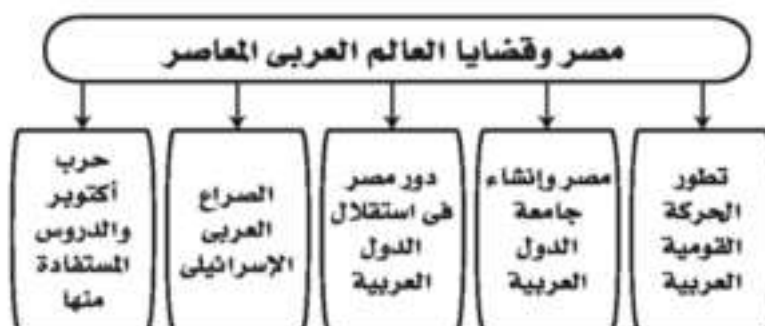 مصر وقضايا العالم العربى المعاصر
تطور
الحركة
القومية
العربية
مصر وإنشاء
جامعة
الدول
العربية
دور مصر
فى استقلال
الدول
العربية
الصراع
العربى
الإسرائيلى
حرب
أكتوبر
والدروس
المستفادة
منها